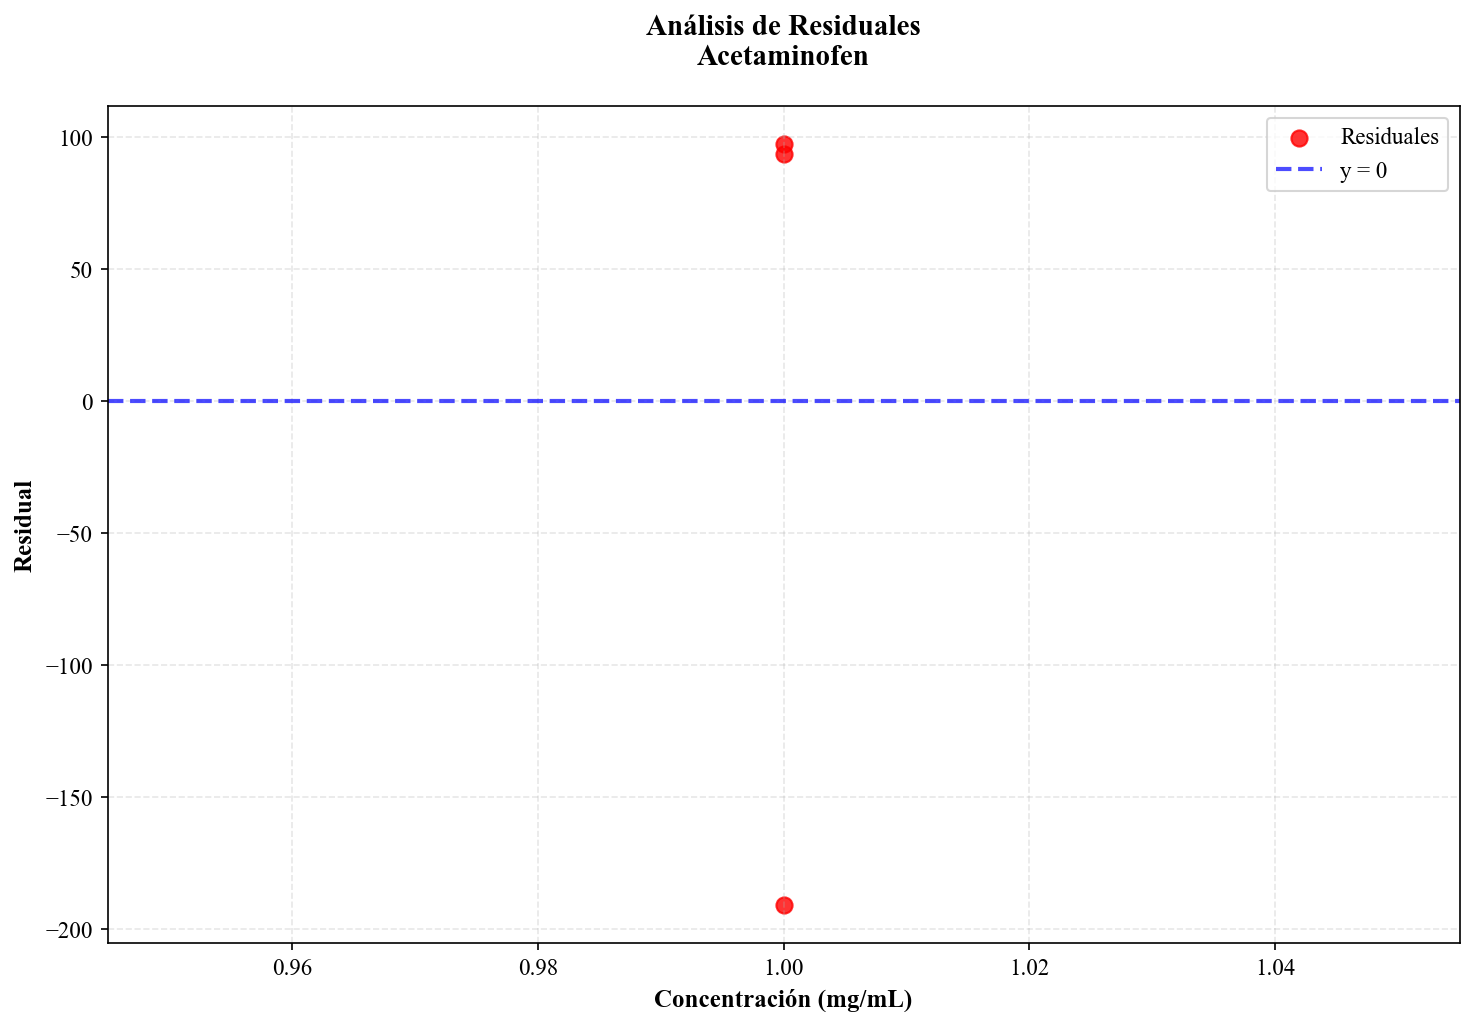 Análisis de Residuales
Acetaminofen
Residuales
y = 0
100
50
0
−50
−100
−150
−200
Residual
0.96
0.98
1.00
1.02
1.04
Concentración (mg/mL)